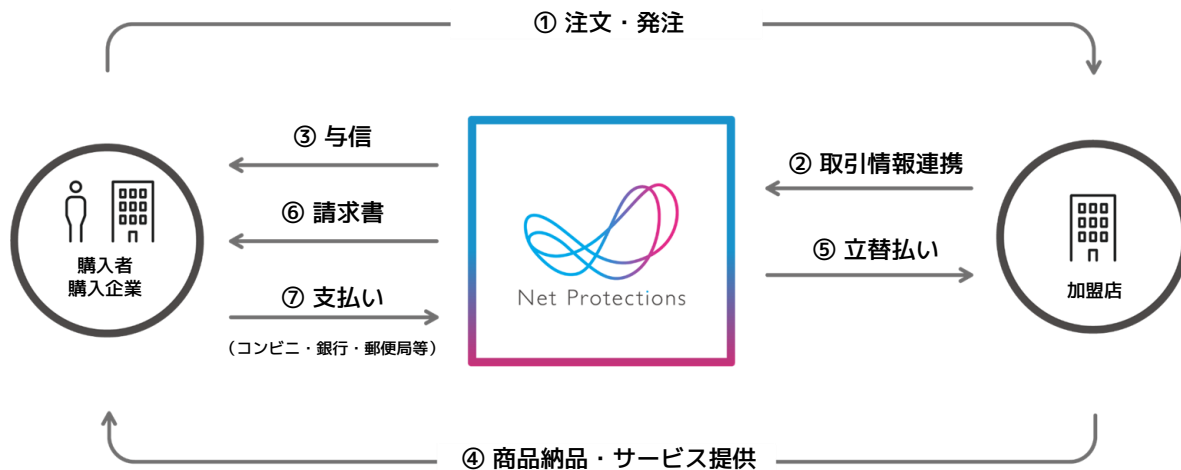 ① 注文・発注
③ 与信
② 取引情報連携
⑥ 請求書
⑤ 立替払い
購入者
購入企業
Net Protections
加盟店
⑦ 支払い
（コンビニ・銀行・郵便局等）
④ 商品納品・サービス提供